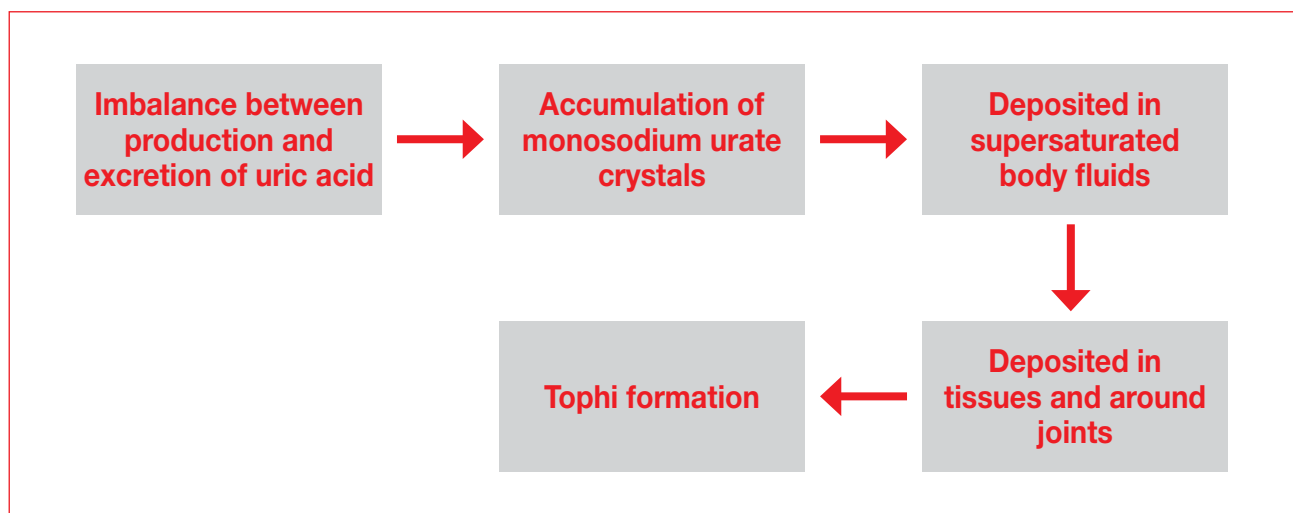 Imbalance between
production and
excretion of uric acid
Accumulation of
monosodium urate
crystals
Deposited in
supersaturated
body fluids
Deposited in
tissues and around
joints
Tophi formation